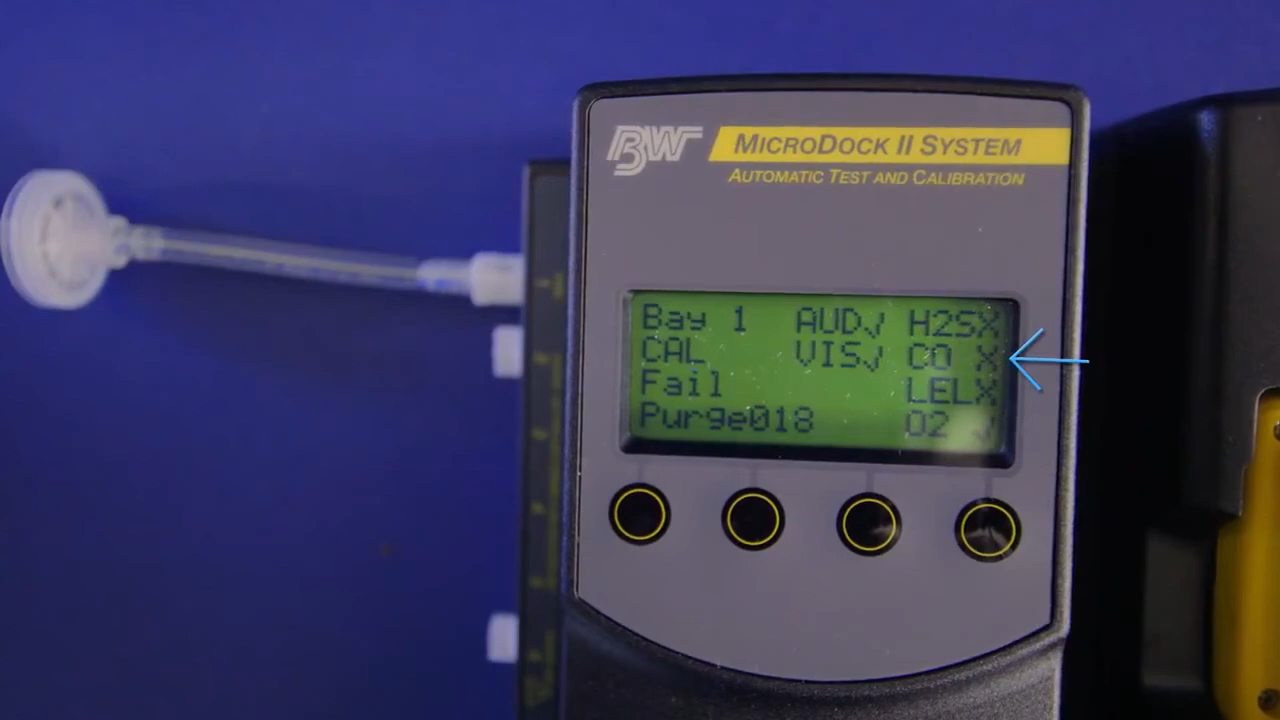 BW
MICRODOCK II SYSTEM
AUTOMATIC TEST AND CALIBRATION
Bay 1 AUD√ H2SX
CAL VIS√ CO X
Fail LELX
Purge018 O2 √